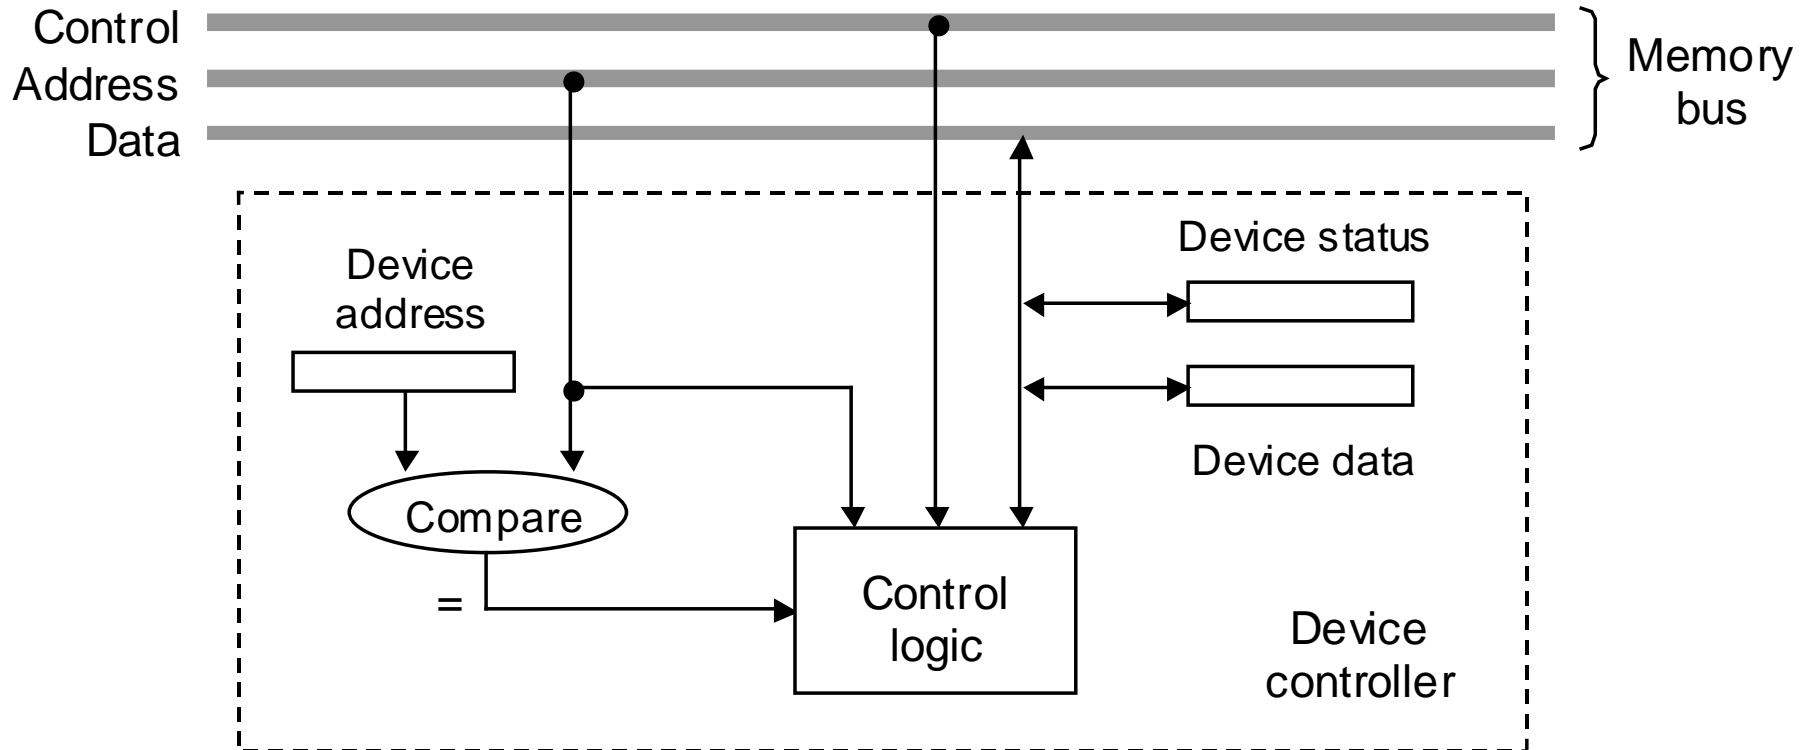 Control
Address
Data
Memory
bus
Device status
Device
address
Device data
Compare
=
Control
logic
Device
controller